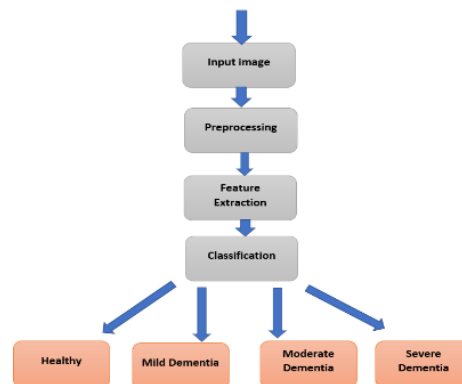 Input image
Preprocessing
Feature
Extraction
Classification
Healthy
Mild Dementia
Moderate
Dementia
Severe
Dementia